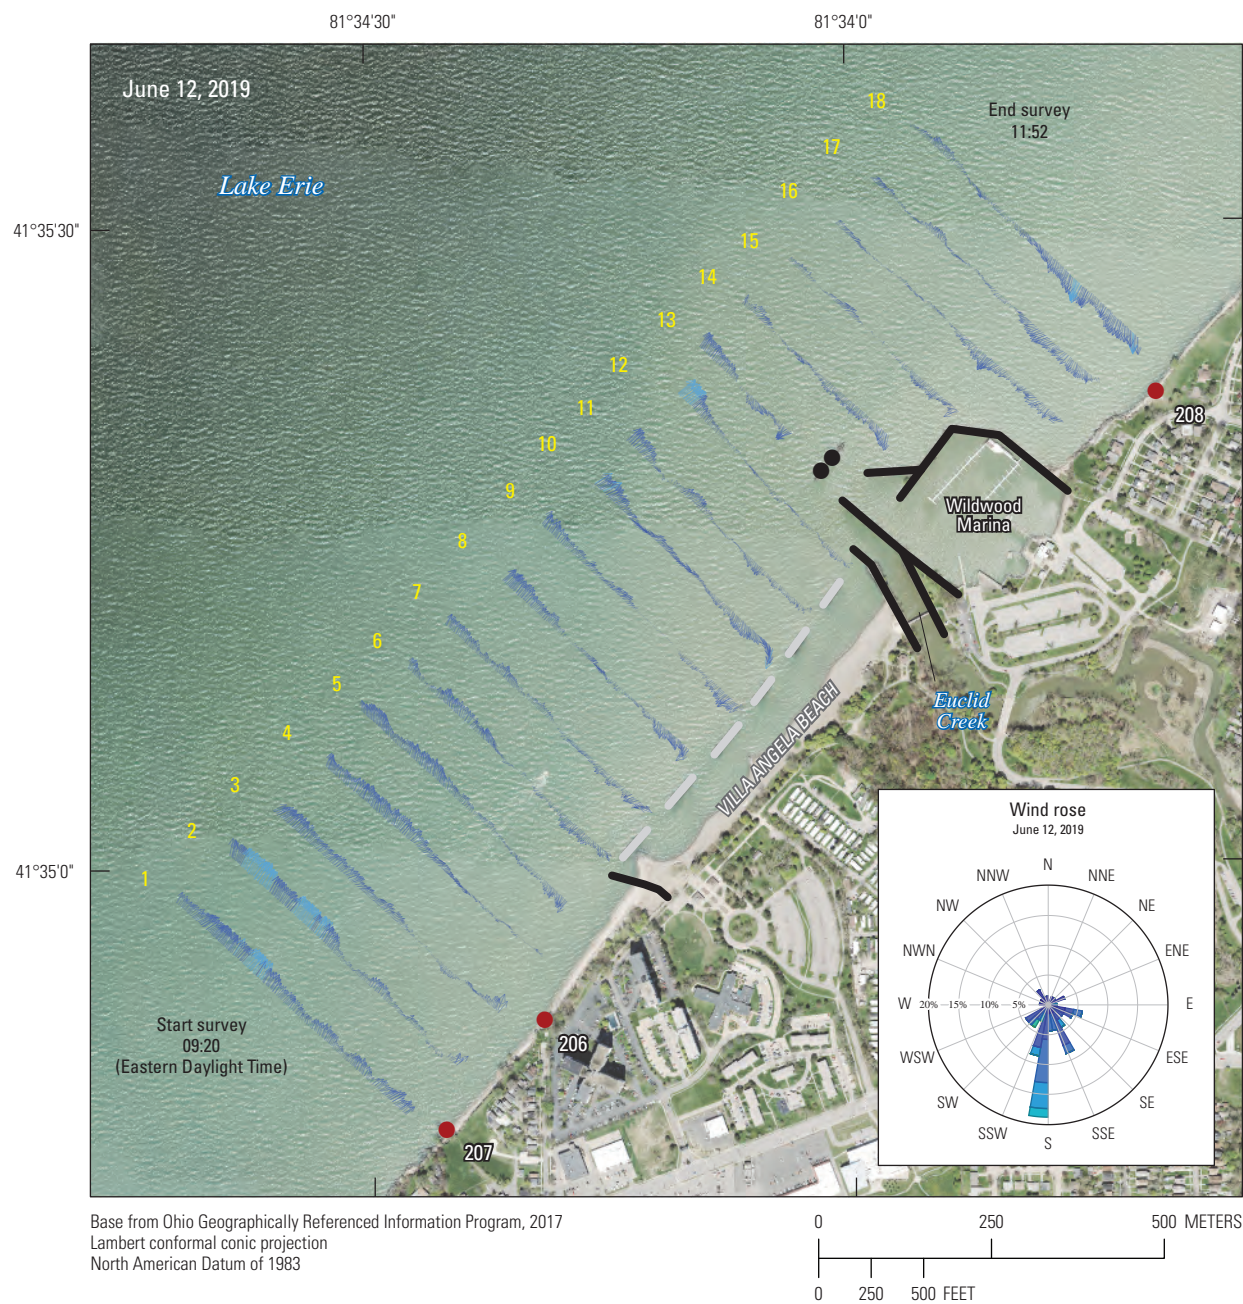 81°34'30"
81°34'0"
June 12, 2019
18
End survey
11:52
17
Lake Erie
16
41°35'30"
15
14
13
12
208
11
10
9
Wildwood
Marina
8
7
6
5
VILLA ANGELA BEACH
Euclid
Creek
4
3
2
1
41°35'0"
Start survey
09:20
(Eastern Daylight Time)
206
207
Wind rose
June 12, 2019
N
NNW
NNE
NW
NE
NWN
ENE
W
20%
15%
10%
5%
E
WSW
ESE
SW
SE
SSW
SSE
S
Base from Ohio Geographically Referenced Information Program, 2017
Lambert conformal conic projection
North American Datum of 1983
0
250
500 METERS
0
250
500 FEET